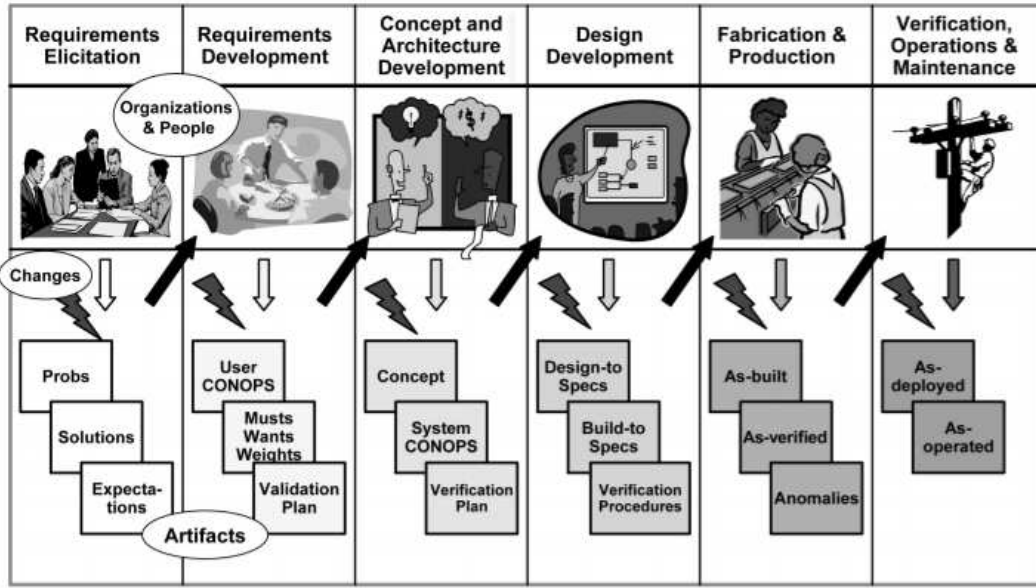 Requirements
Elicitation
Requirements
Development
Concept and
Architecture
Development
Design
Development
Fabrication &
Production
Verification,
Operations &
Maintenance
Organizations
& People
$
$
$
Changes
Probs
Solutions
Expecta-
tions
User
CONOPS
Musts
Wants
Weights
Validation
Plan
Concept
System
CONOPS
Verification
Plan
Design-to
Specs
Build-to
Specs
Verification
Procedures
As-built
As-verified
Anomalies
As-
deployed
As-
operated
Artifacts